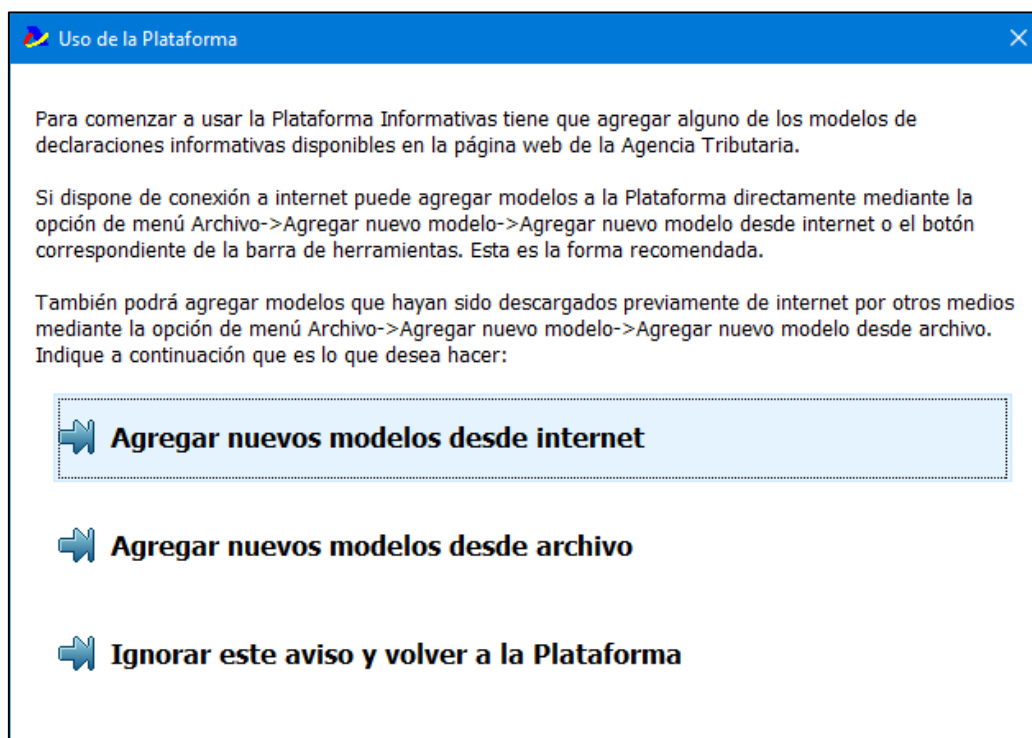 Uso de la Plataforma
Para comenzar a usar la Plataforma Informativas tiene que agregar alguno de los modelos de
declaraciones informativas disponibles en la página web de la Agencia Tributaria.
Si dispone de conexión a internet puede agregar modelos a la Plataforma directamente mediante la
opción de menú Archivo->Agregar nuevo modelo->Agregar nuevo modelo desde internet o el botón
correspondiente de la barra de herramientas. Esta es la forma recomendada.
También podrá agregar modelos que hayan sido descargados previamente de internet por otros medios
mediante la opción de menú Archivo->Agregar nuevo modelo->Agregar nuevo modelo desde archivo.
Indique a continuación que es lo que desea hacer:
Agregar nuevos modelos desde internet
Agregar nuevos modelos desde archivo
Ignorar este aviso y volver a la Plataforma